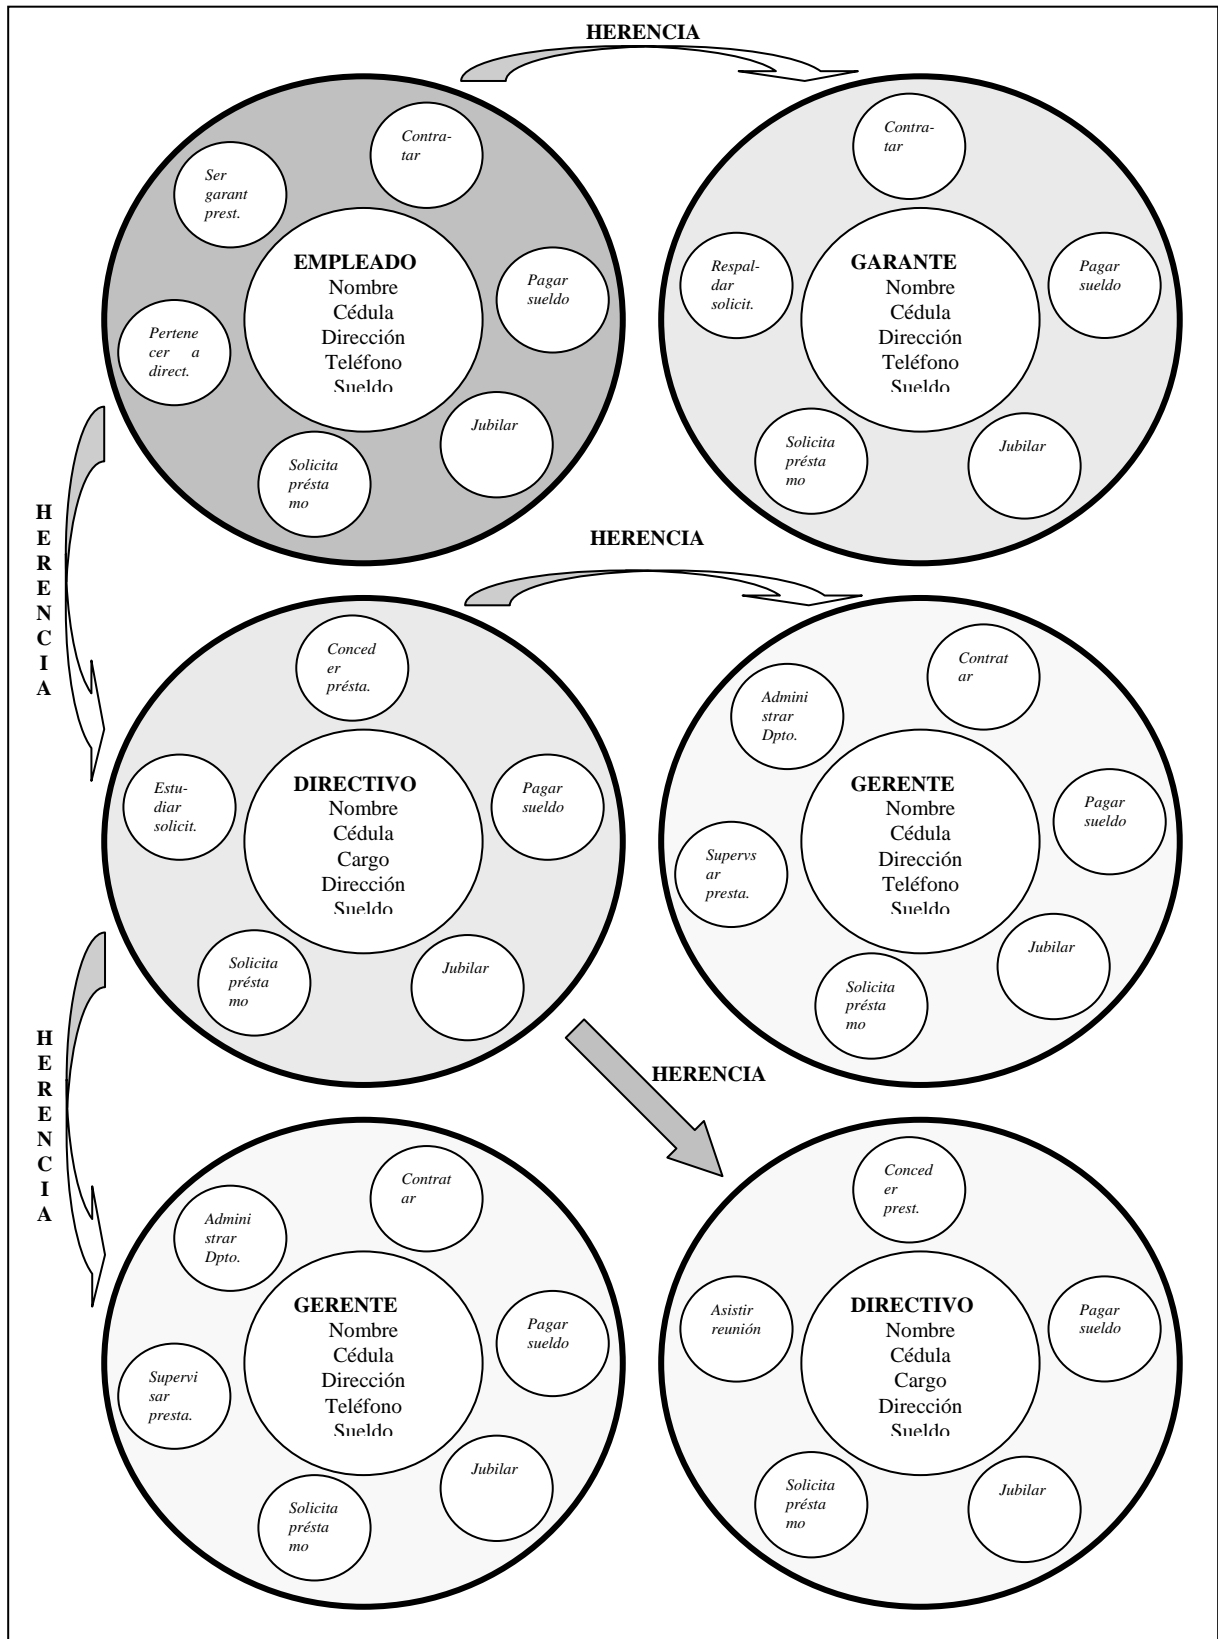 HERENCIA
Contra-
tar
Ser
garant
prest.
EMPLEADO
Nombre
Cédula
Dirección
Teléfono
Sueldo
Pagar
sueldo
Pertene
cer a
direct.
Jubilar
Solicita
présta
mo
Contra-
tar
Respal-
dar
solicit.
GARANTE
Nombre
Cédula
Dirección
Teléfono
Sueldo
Pagar
sueldo
Solicita
présta
mo
Jubilar
H
E
R
E
N
C
I
A
HERENCIA
Conced
er
présta.
Estu-
diar
solicit.
DIRECTIVO
Nombre
Cédula
Cargo
Dirección
Sueldo
Pagar
sueldo
Solicita
présta
mo
Jubilar
Contrat
ar
Admini
strar
Dpto.
GERENTE
Nombre
Cédula
Dirección
Teléfono
Sueldo
Pagar
sueldo
Supervs
ar
presta.
Jubilar
Solicita
présta
mo
H
E
R
E
N
C
I
A
HERENCIA
Contrat
ar
Admini
strar
Dpto.
GERENTE
Nombre
Cédula
Dirección
Teléfono
Sueldo
Pagar
sueldo
Supervi
sar
presta.
Jubilar
Solicita
présta
mo
Conced
er
prest.
Asistir
reunión
DIRECTIVO
Nombre
Cédula
Cargo
Dirección
Sueldo
Pagar
sueldo
Solicita
présta
mo
Jubilar